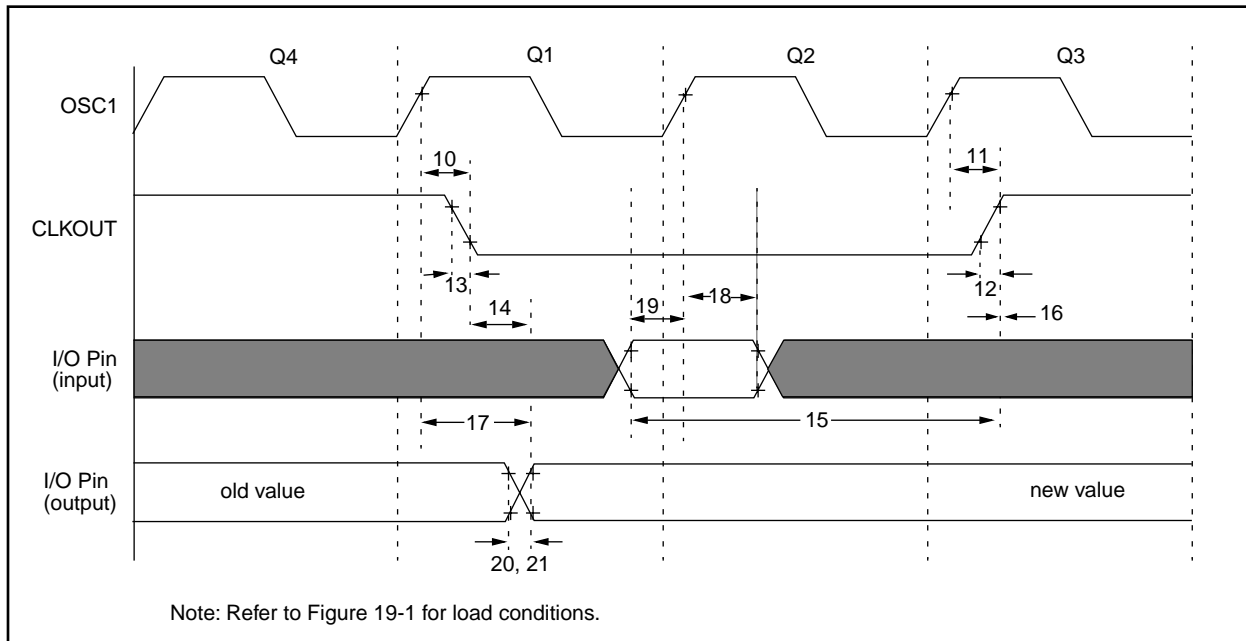 Q4 Q1 Q2 Q3
OSC1
10 11
CLKOUT
13 12
14 19 18 16
I/O Pin
(input)
17 15
I/O Pin
(output)
old value new value
20, 21
Note: Refer to Figure 19-1 for load conditions.